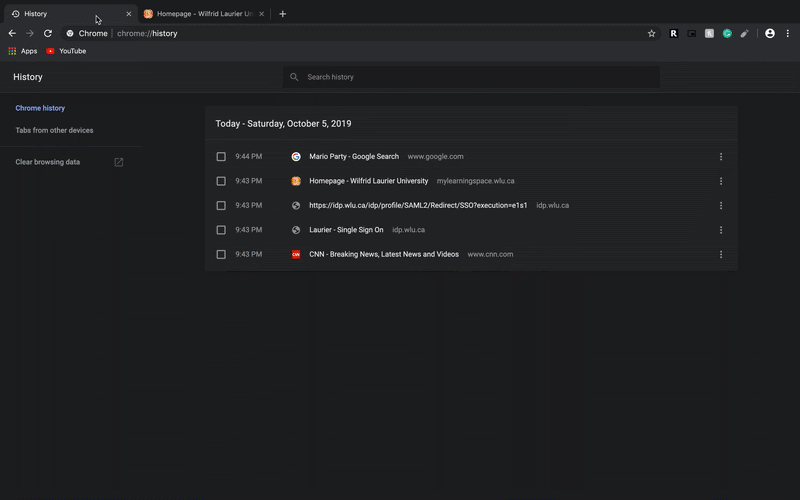 History
Homepage - Wilfrid Laurier Un
Chrome | chrome://history
Apps
YouTube
History
Search history
Chrome history
Tabs from other devices
Clear browsing data
Today - Saturday, October 5, 2019
9:44 PM Mario Party - Google Search www.google.com
9:43 PM Homepage - Wilfrid Laurier University mylearningspace.wlu.ca
9:43 PM https://idp.wlu.ca/idp/profile/SAML2/Redirect/SSO?execution=e1s1 idp.wlu.ca
9:43 PM Laurier - Single Sign On idp.wlu.ca
9:43 PM CNN - Breaking News, Latest News and Videos www.cnn.com